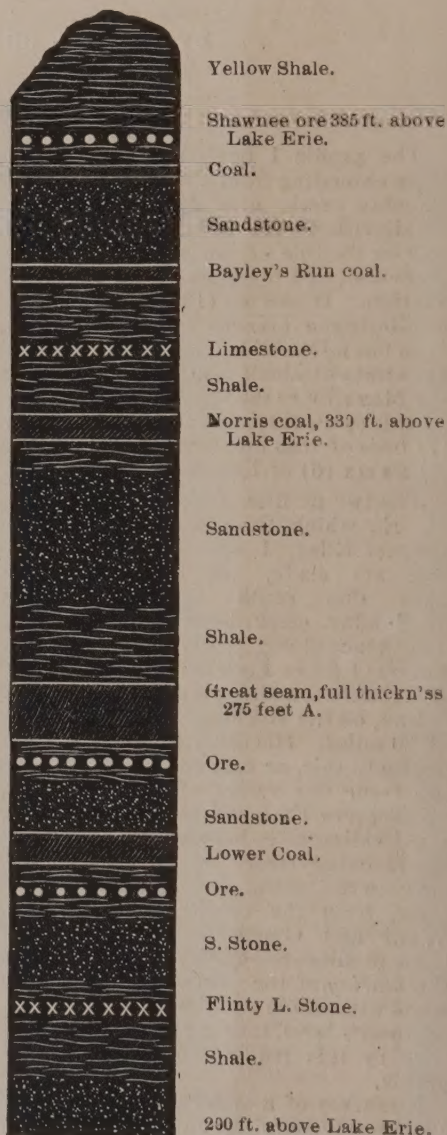 Yellow Shale.
Shawnee ore 385 ft. above
Lake Erie.
Coal.
Sandstone.
Bayley's Run coal.
Limestone.
Shale.
Norris coal, 330 ft. above
Lake Erie.
Sandstone.
Shale.
Great seam, full thickn'ss
275 feet A.
Ore.
Sandstone.
Lower Coal.
Ore.
S. Stone.
Flinty L. Stone.
Shale.
200 ft. above Lake Erie.